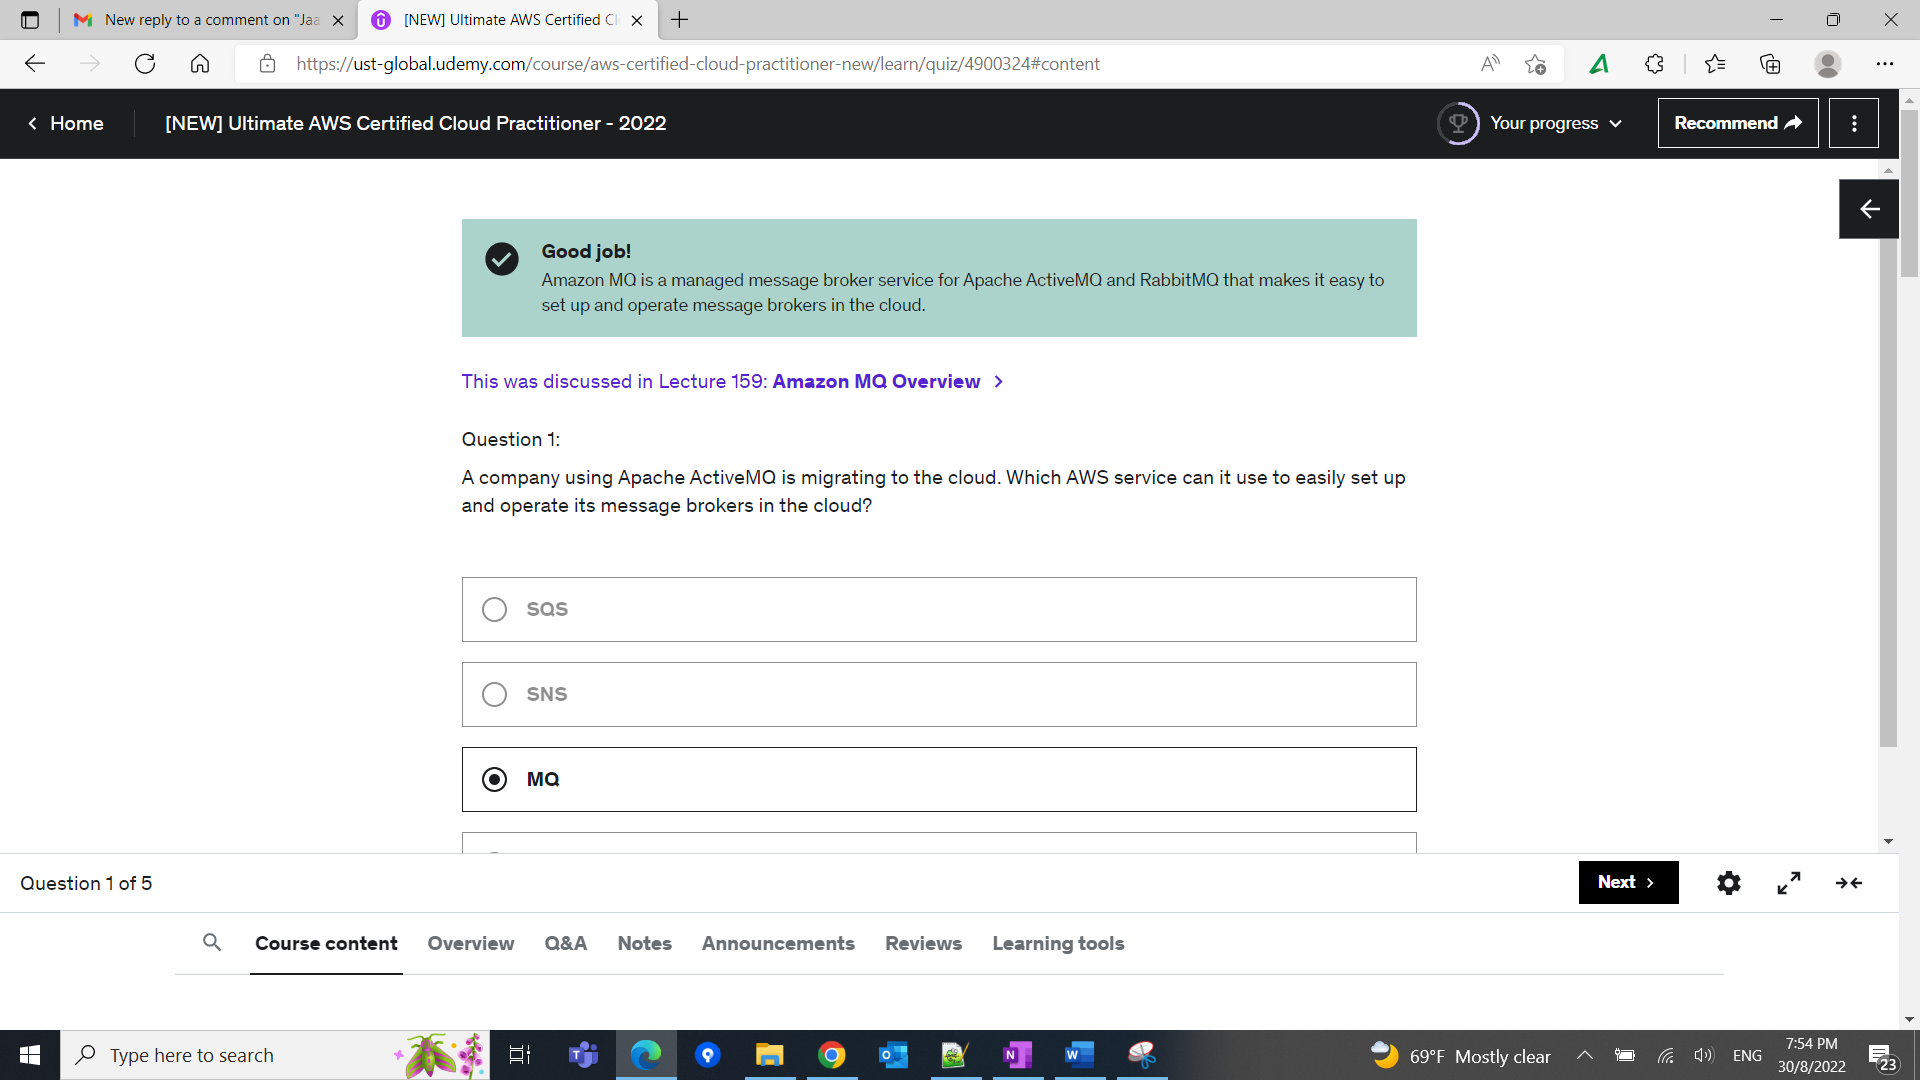 New reply to a comment on "Jaa
[NEW] Ultimate AWS Certified Cl
https://ust-global.udemy.com/course/aws-certified-cloud-practitioner-new/learn/quiz/4900324#content
Home
[NEW] Ultimate AWS Certified Cloud Practitioner - 2022
Your progress
Recommend
Good job!
Amazon MQ is a managed message broker service for Apache ActiveMQ and RabbitMQ that makes it easy to
set up and operate message brokers in the cloud.
This was discussed in Lecture 159: Amazon MQ Overview
Question 1:
A company using Apache ActiveMQ is migrating to the cloud. Which AWS service can it use to easily set up
and operate its message brokers in the cloud?
SQS
SNS
MQ
Question 1 of 5
Next
Course content Overview Q&A Notes Announcements Reviews Learning tools
Type here to search
69°F Mostly clear
ENG
7:54 PM
30/8/2022
23